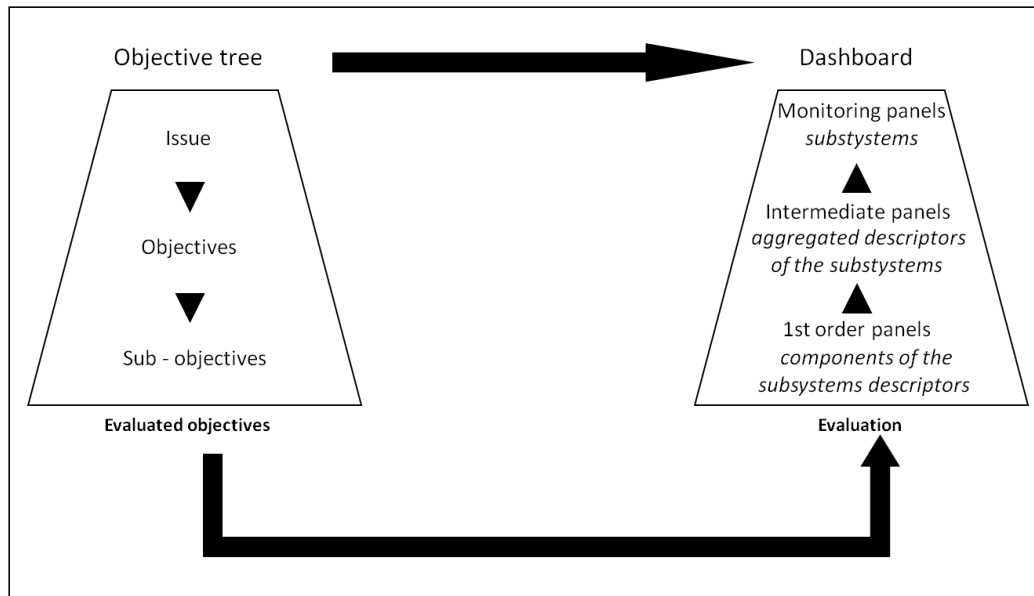 Objective tree
Issue
Objectives
Sub - objectives
Evaluated objectives
Dashboard
Monitoring panels
substystems
Intermediate panels
aggregated descriptors
of the substystems
1st order panels
components of the
subsystems descriptors
Evaluation